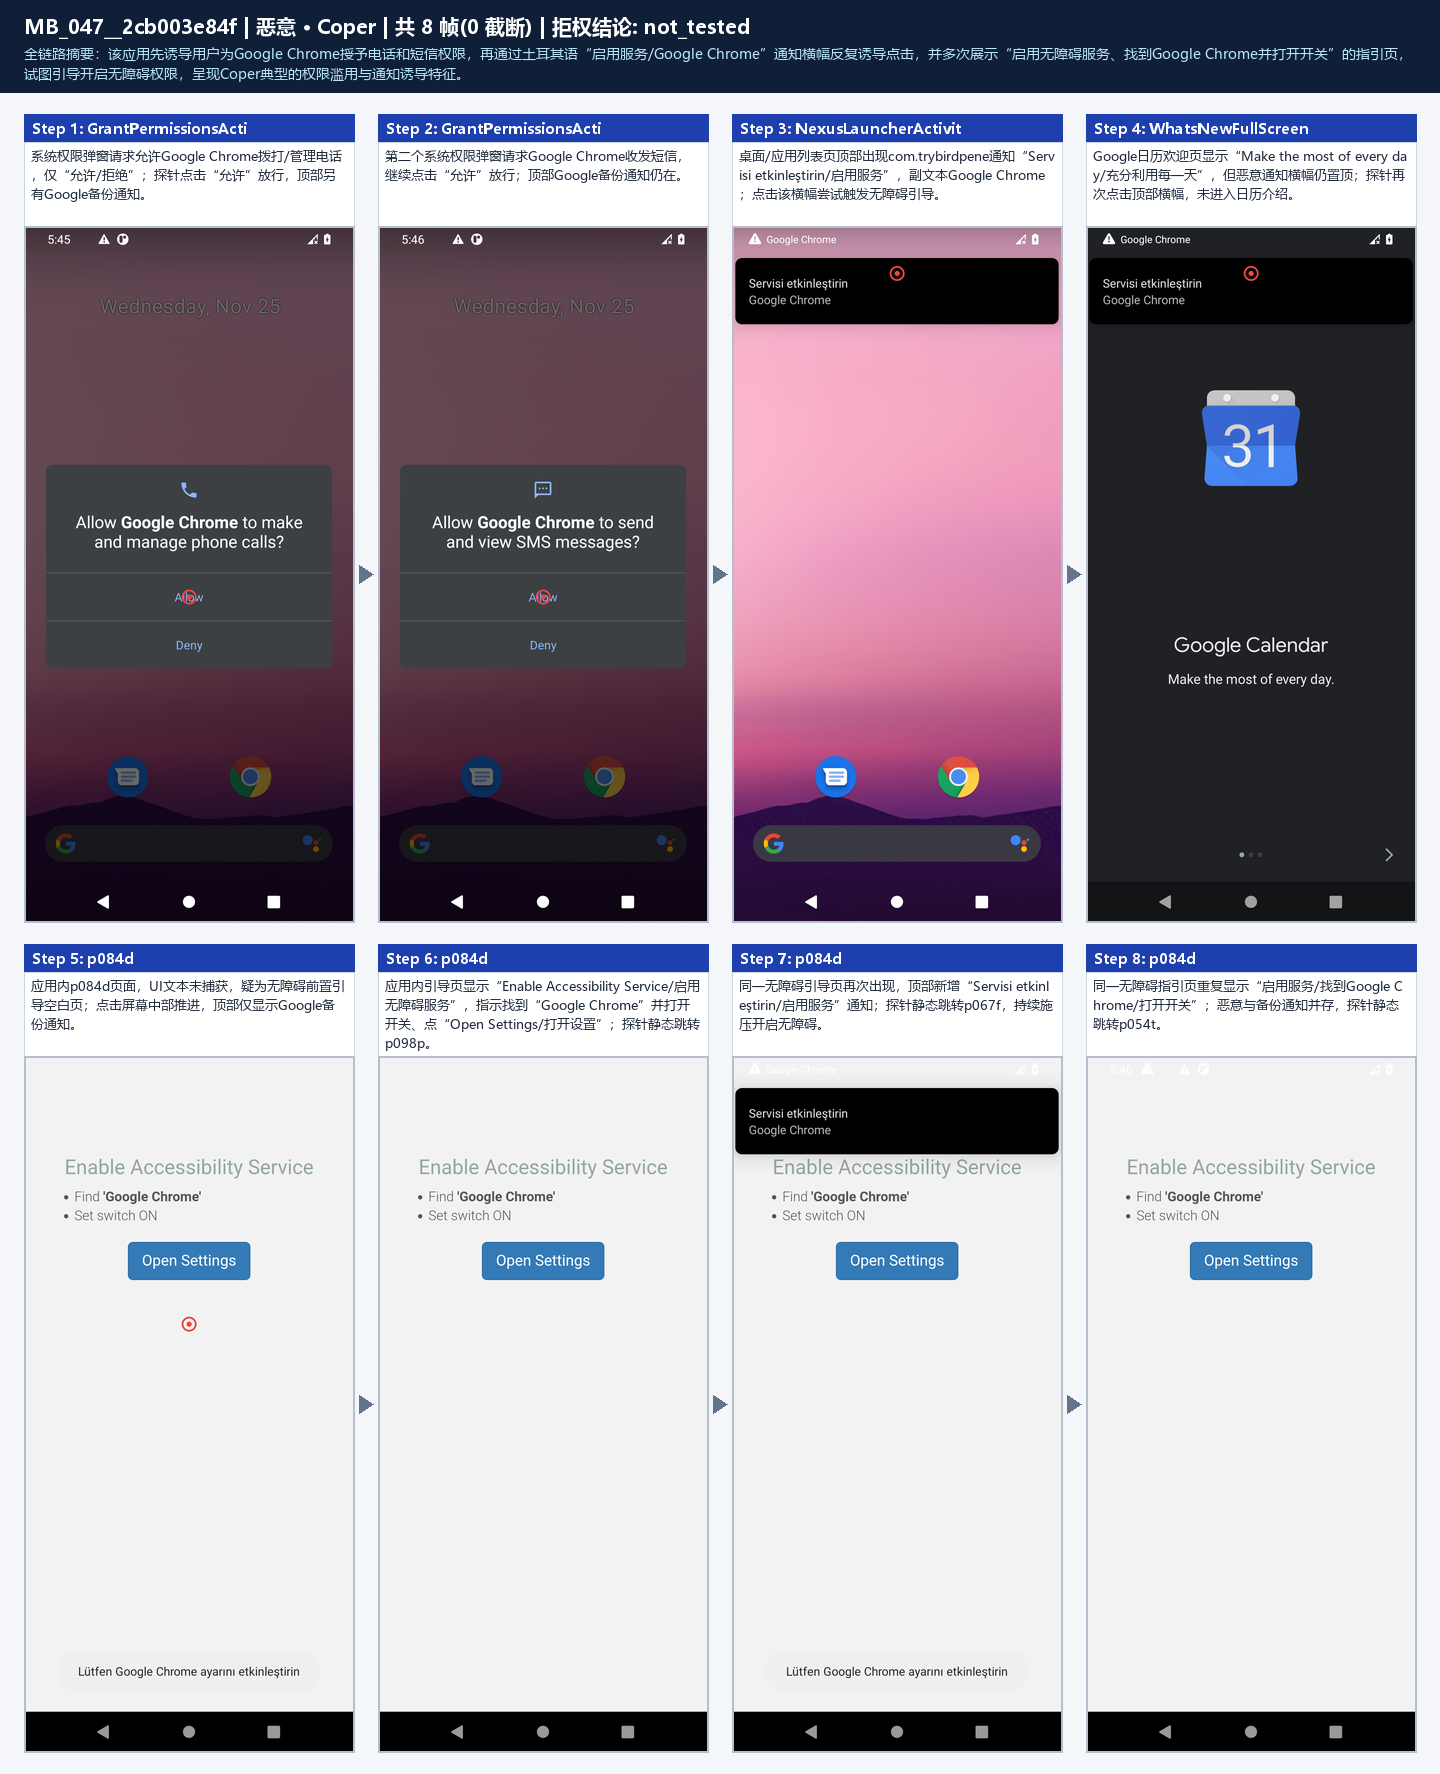 MB_047__2cb003e84f | 恶意 • Coper | 共 8 帧(0 截断) | 拒权结论: not_tested
全链路摘要：该应用先诱导用户为Google Chrome授予电话和短信权限，再通过土耳其语“启用服务/Google Chrome”通知横幅反复诱导点击，并多次展示“启用无障碍服务、找到Google Chrome并打开开关”的指引页，
试图引导开启无障碍权限，呈现Coper典型的权限滥用与通知诱导特征。
Step 1: GrantPermissionsActi
系统权限弹窗请求允许Google Chrome拨打/管理电话
，仅“允许/拒绝”；探针点击“允许”放行，顶部另
有Google备份通知。
5:45
Wednesday, Nov 25
Allow Google Chrome to make
and manage phone calls?
Allow
Deny
Step 2: GrantPermissionsActi
第二个系统权限弹窗请求Google Chrome收发短信，
继续点击“允许”放行；顶部Google备份通知仍在。
5:46
Wednesday, Nov 25
Allow Google Chrome to send
and view SMS messages?
Allow
Deny
Step 3: NexusLauncherActivit
桌面/应用列表页顶部出现com.trybirdpene通知“Serv
isi etkinleştirin/启用服务”，副文本Google Chrome
；点击该横幅尝试触发无障碍引导。
Google Chrome
Servisi etkinleştirin
Google Chrome
Step 4: WhatsNewFullScreen
Google日历欢迎页显示“Make the most of every da
y/充分利用每一天”，但恶意通知横幅仍置顶；探针再
次点击顶部横幅，未进入日历介绍。
Google Chrome
Servisi etkinleştirin
Google Chrome
31
Google Calendar
Make the most of every day.
Step 5: p084d
应用内p084d页面，UI文本未捕获，疑为无障碍前置引
导空白页；点击屏幕中部推进，顶部仅显示Google备
份通知。
Enable Accessibility Service
• Find 'Google Chrome'
• Set switch ON
Open Settings
Lütfen Google Chrome ayarını etkinleştirin
Step 6: p084d
应用内引导页显示“Enable Accessibility Service/启用
无障碍服务”，指示找到“Google Chrome”并打开
开关、点“Open Settings/打开设置”；探针静态跳转
p098p。
Enable Accessibility Service
• Find 'Google Chrome'
• Set switch ON
Open Settings
Step 7: p084d
同一无障碍引导页再次出现，顶部新增“Servisi etkinl
eştirin/启用服务”通知；探针静态跳转p067f，持续施
压开启无障碍。
Google Chrome
Servisi etkinleştirin
Google Chrome
Enable Accessibility Service
• Find 'Google Chrome'
• Set switch ON
Open Settings
Lütfen Google Chrome ayarını etkinleştirin
Step 8: p084d
同一无障碍指引页重复显示“启用服务/找到Google C
hrome/打开开关”；恶意与备份通知并存，探针静态
跳转p054t。
5:46
Enable Accessibility Service
• Find 'Google Chrome'
• Set switch ON
Open Settings